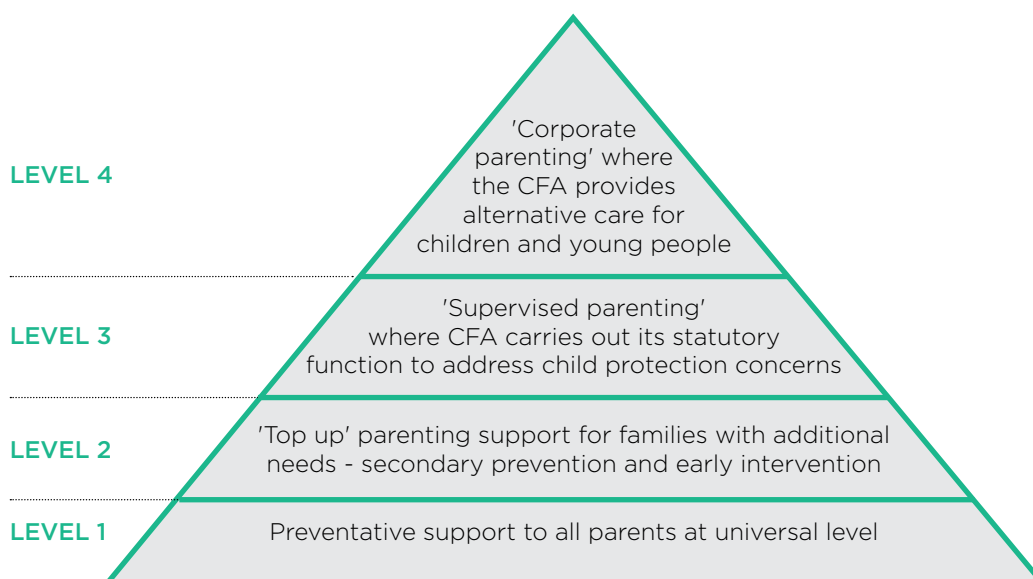 LEVEL 4
'Corporate
parenting' where
the CFA provides
alternative care for
children and young people
LEVEL 3
'Supervised parenting'
where CFA carries out its statutory
function to address child protection concerns
LEVEL 2
'Top up' parenting support for families with additional
needs - secondary prevention and early intervention
LEVEL 1
Preventative support to all parents at universal level